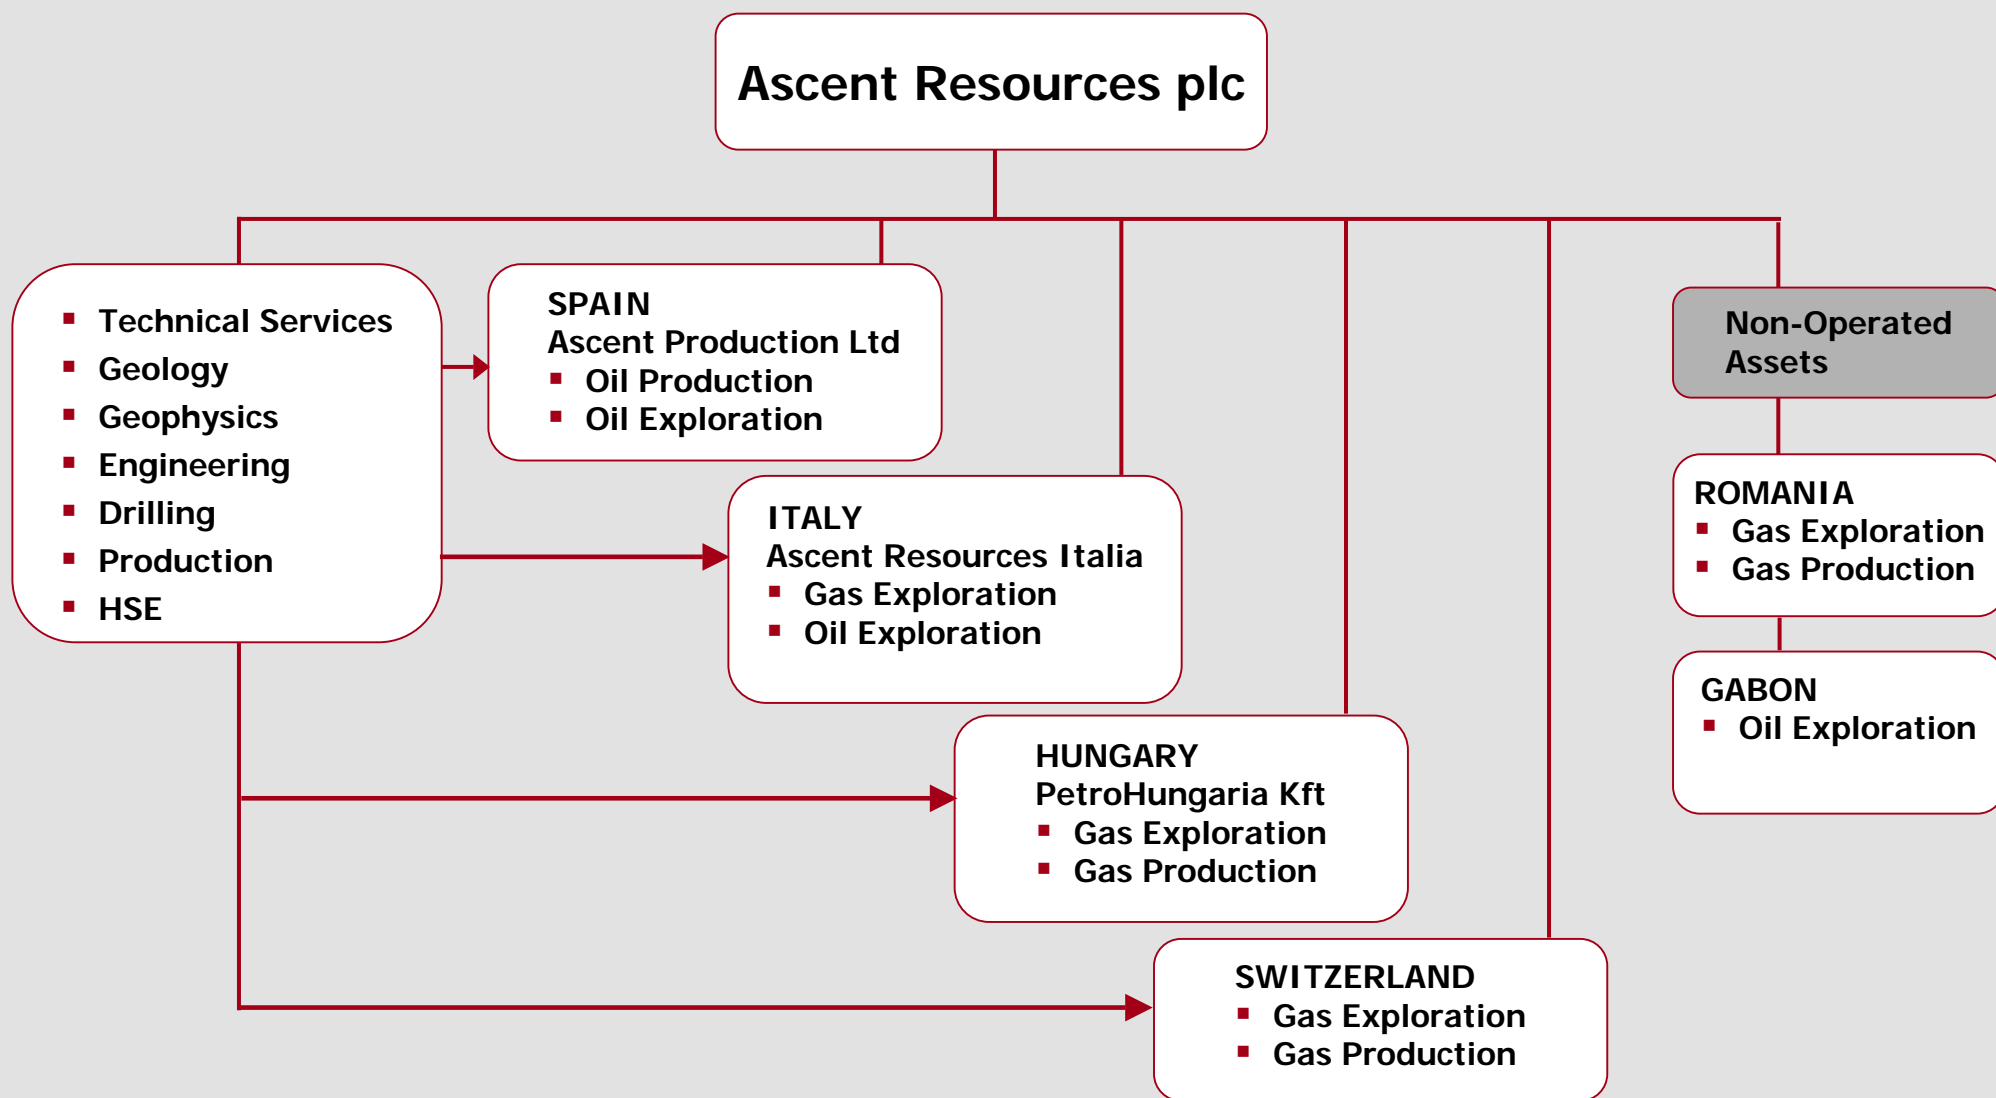 Ascent Resources plc
▪ Technical Services
▪ Geology
▪ Geophysics
▪ Engineering
▪ Drilling
▪ Production
▪ HSE
SPAIN
Ascent Production Ltd
▪ Oil Production
▪ Oil Exploration
ITALY
Ascent Resources Italia
▪ Gas Exploration
▪ Oil Exploration
HUNGARY
PetroHungaria Kft
▪ Gas Exploration
▪ Gas Production
SWITZERLAND
▪ Gas Exploration
▪ Gas Production
Non-Operated
Assets
ROMANIA
▪ Gas Exploration
▪ Gas Production
GABON
▪ Oil Exploration